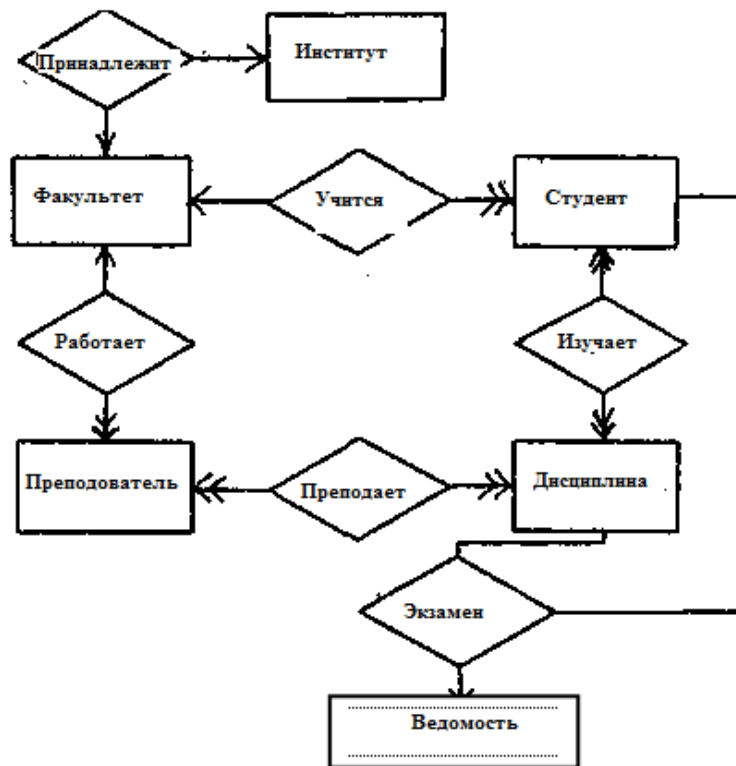 Принадлежит
Институт
Факультет
Учится
Студент
Работает
Изучает
Преподователь
Преподает
Дисциплина
Экзамен
Ведомость